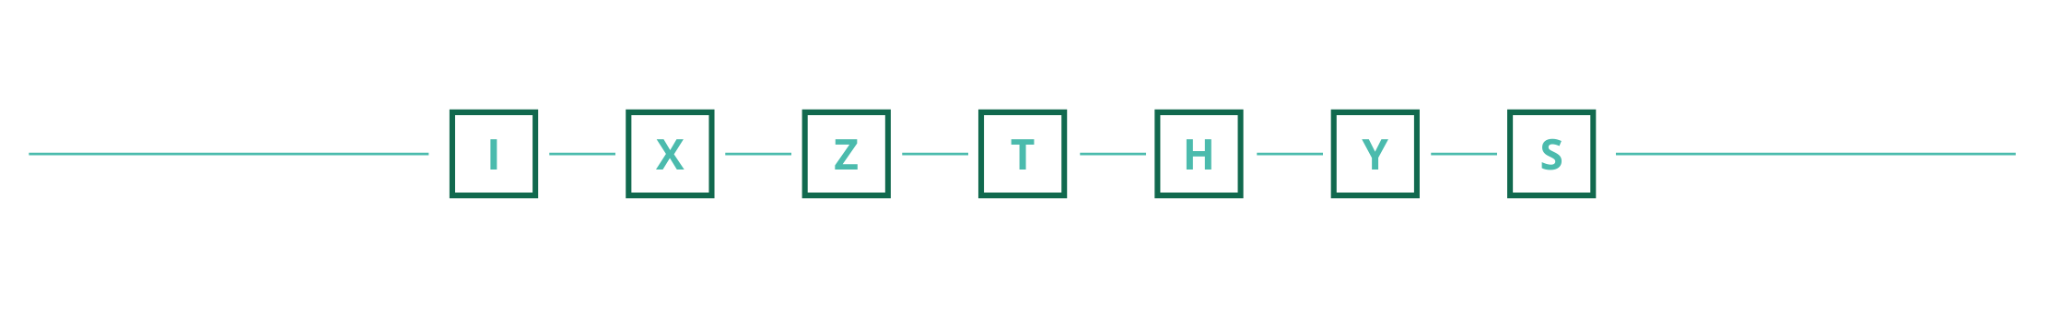 I X Z T H Y S